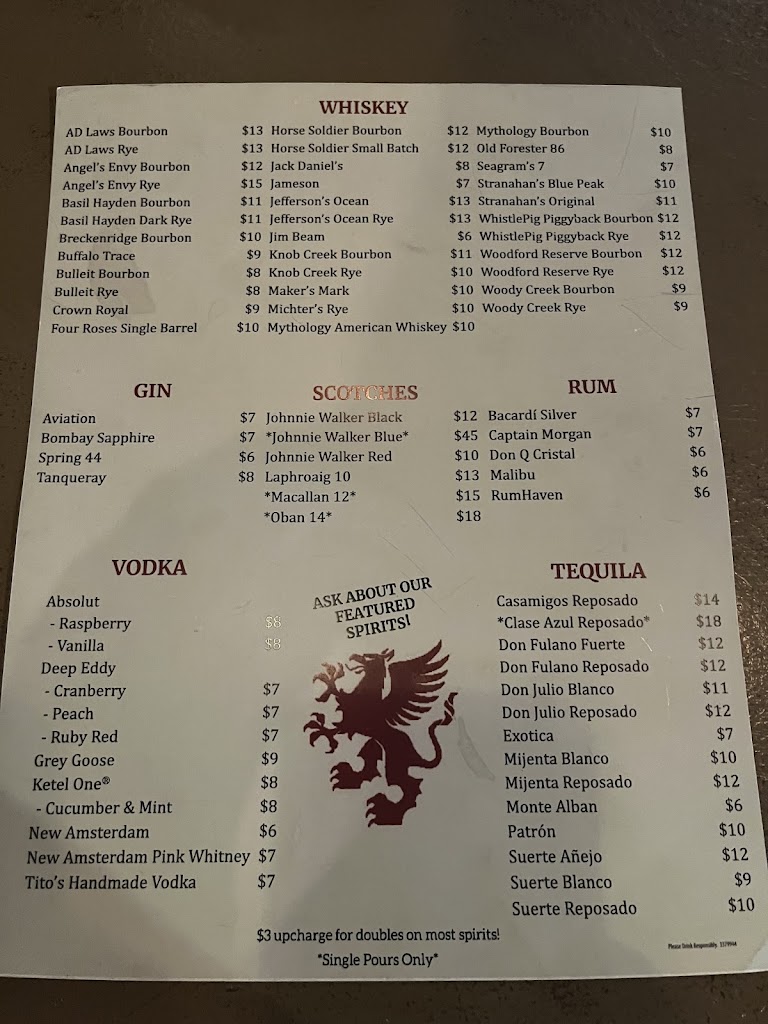 WHISKEY
AD Laws Bourbon $13
AD Laws Rye $13
Angel's Envy Bourbon $12
Angel's Envy Rye $15
Basil Hayden Bourbon $11
Basil Hayden Dark Rye $11
Breckenridge Bourbon $10
Buffalo Trace $9
Bulleit Bourbon $8
Bulleit Rye $8
Crown Royal $9
Four Roses Single Barrel $10
Horse Soldier Bourbon $12
Horse Soldier Small Batch $12
Jack Daniel's $8
Jameson $7
Jefferson's Ocean $13
Jefferson's Ocean Rye $13
Jim Beam $6
Knob Creek Bourbon $11
Knob Creek Rye $10
Maker's Mark $10
Michter's Rye $10
Mythology American Whiskey $10
Mythology Bourbon $10
Old Forester 86 $8
Seagram's 7 $7
Stranahan's Blue Peak $10
Stranahan's Original $11
WhistlePig Piggyback Bourbon $12
WhistlePig Piggyback Rye $12
Woodford Reserve Bourbon $12
Woodford Reserve Rye $12
Woody Creek Bourbon $9
Woody Creek Rye $9
GIN
Aviation $7
Bombay Sapphire $7
Spring 44 $6
Tanqueray $8
SCOTCHES
Johnnie Walker Black $12
*Johnnie Walker Blue* $45
Johnnie Walker Red $10
Laphroaig 10 $13
*Macallan 12* $15
*Oban 14* $18
RUM
Bacardí Silver $7
Captain Morgan $7
Don Q Cristal $6
Malibu $6
RumHaven $6
VODKA
Absolut
- Raspberry $8
- Vanilla $8
Deep Eddy
- Cranberry $7
- Peach $7
- Ruby Red $7
Grey Goose $9
Ketel One® $8
- Cucumber & Mint $8
New Amsterdam $6
New Amsterdam Pink Whitney $7
Tito's Handmade Vodka $7
ASK ABOUT OUR
FEATURED
SPIRITS!
TEQUILA
Casamigos Reposado $14
*Clase Azul Reposado* $18
Don Fulano Fuerte $12
Don Fulano Reposado $12
Don Julio Blanco $11
Don Julio Reposado $12
Exotica $7
Mijenta Blanco $10
Mijenta Reposado $12
Monte Alban $6
Patrón $10
Suerte Añejo $12
Suerte Blanco $9
Suerte Reposado $10
$3 upcharge for doubles on most spirits!
*Single Pours Only*
Please Drink Responsibly.